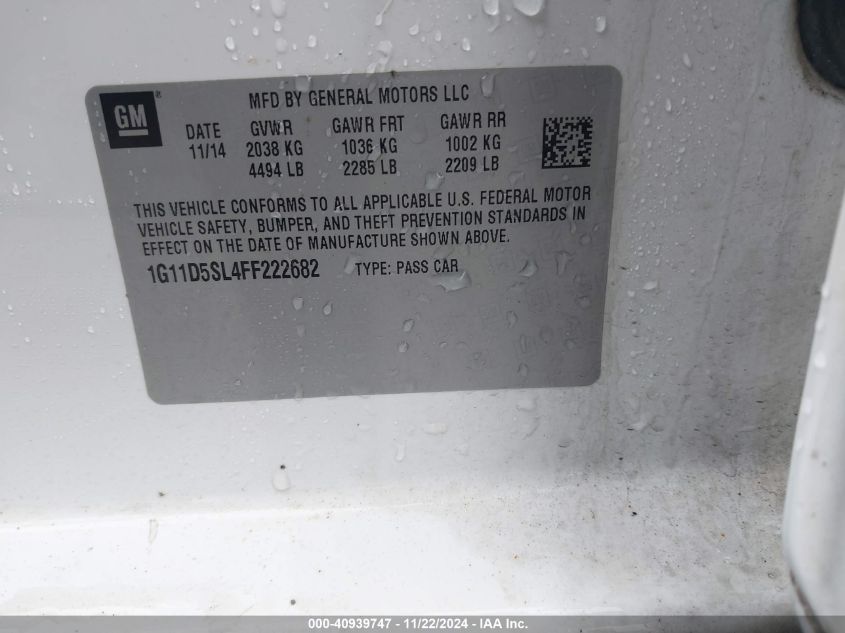 GM ®
MFD BY GENERAL MOTORS LLC
DATE GVWR GAWR FRT GAWR RR
11/14 2038 KG 1036 KG 1002 KG
4494 LB 2285 LB 2209 LB
THIS VEHICLE CONFORMS TO ALL APPLICABLE U.S. FEDERAL MOTOR
VEHICLE SAFETY, BUMPER, AND THEFT PREVENTION STANDARDS IN
EFFECT ON THE DATE OF MANUFACTURE SHOWN ABOVE.
1G11D5SL4FF222682 TYPE: PASS CAR
000-40939747 - 11/22/2024 - IAA Inc.